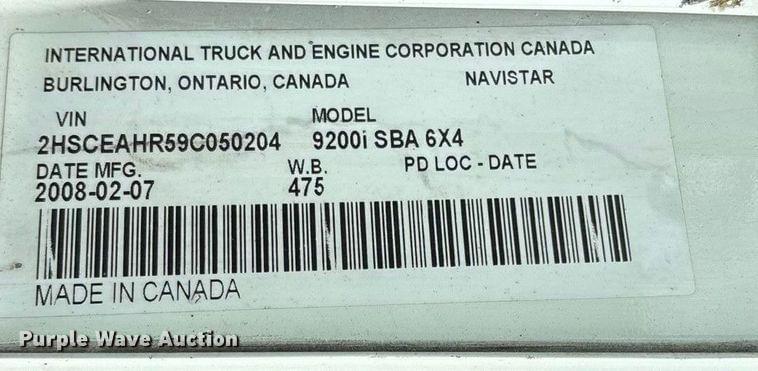 INTERNATIONAL TRUCK AND ENGINE CORPORATION CANADA
BURLINGTON, ONTARIO, CANADA NAVISTAR
VIN MODEL
2HSCEAHR59C050204 9200i SBA 6X4
DATE MFG. W.B. PD LOC - DATE
2008-02-07 475
MADE IN CANADA
Purple Wave Auction